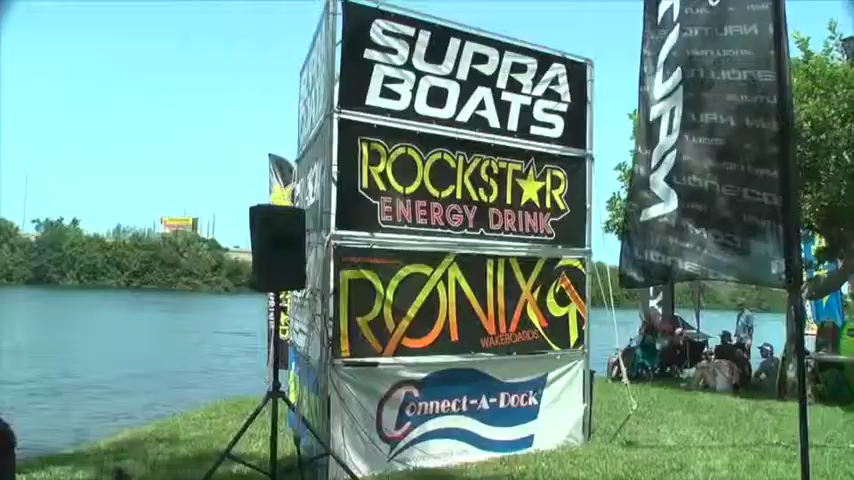 SUPRA
BOATS
ROCKSTAR
ENERGY DRINK
RONIX
WAKEBOARDS
CONNECT-A-DOCK